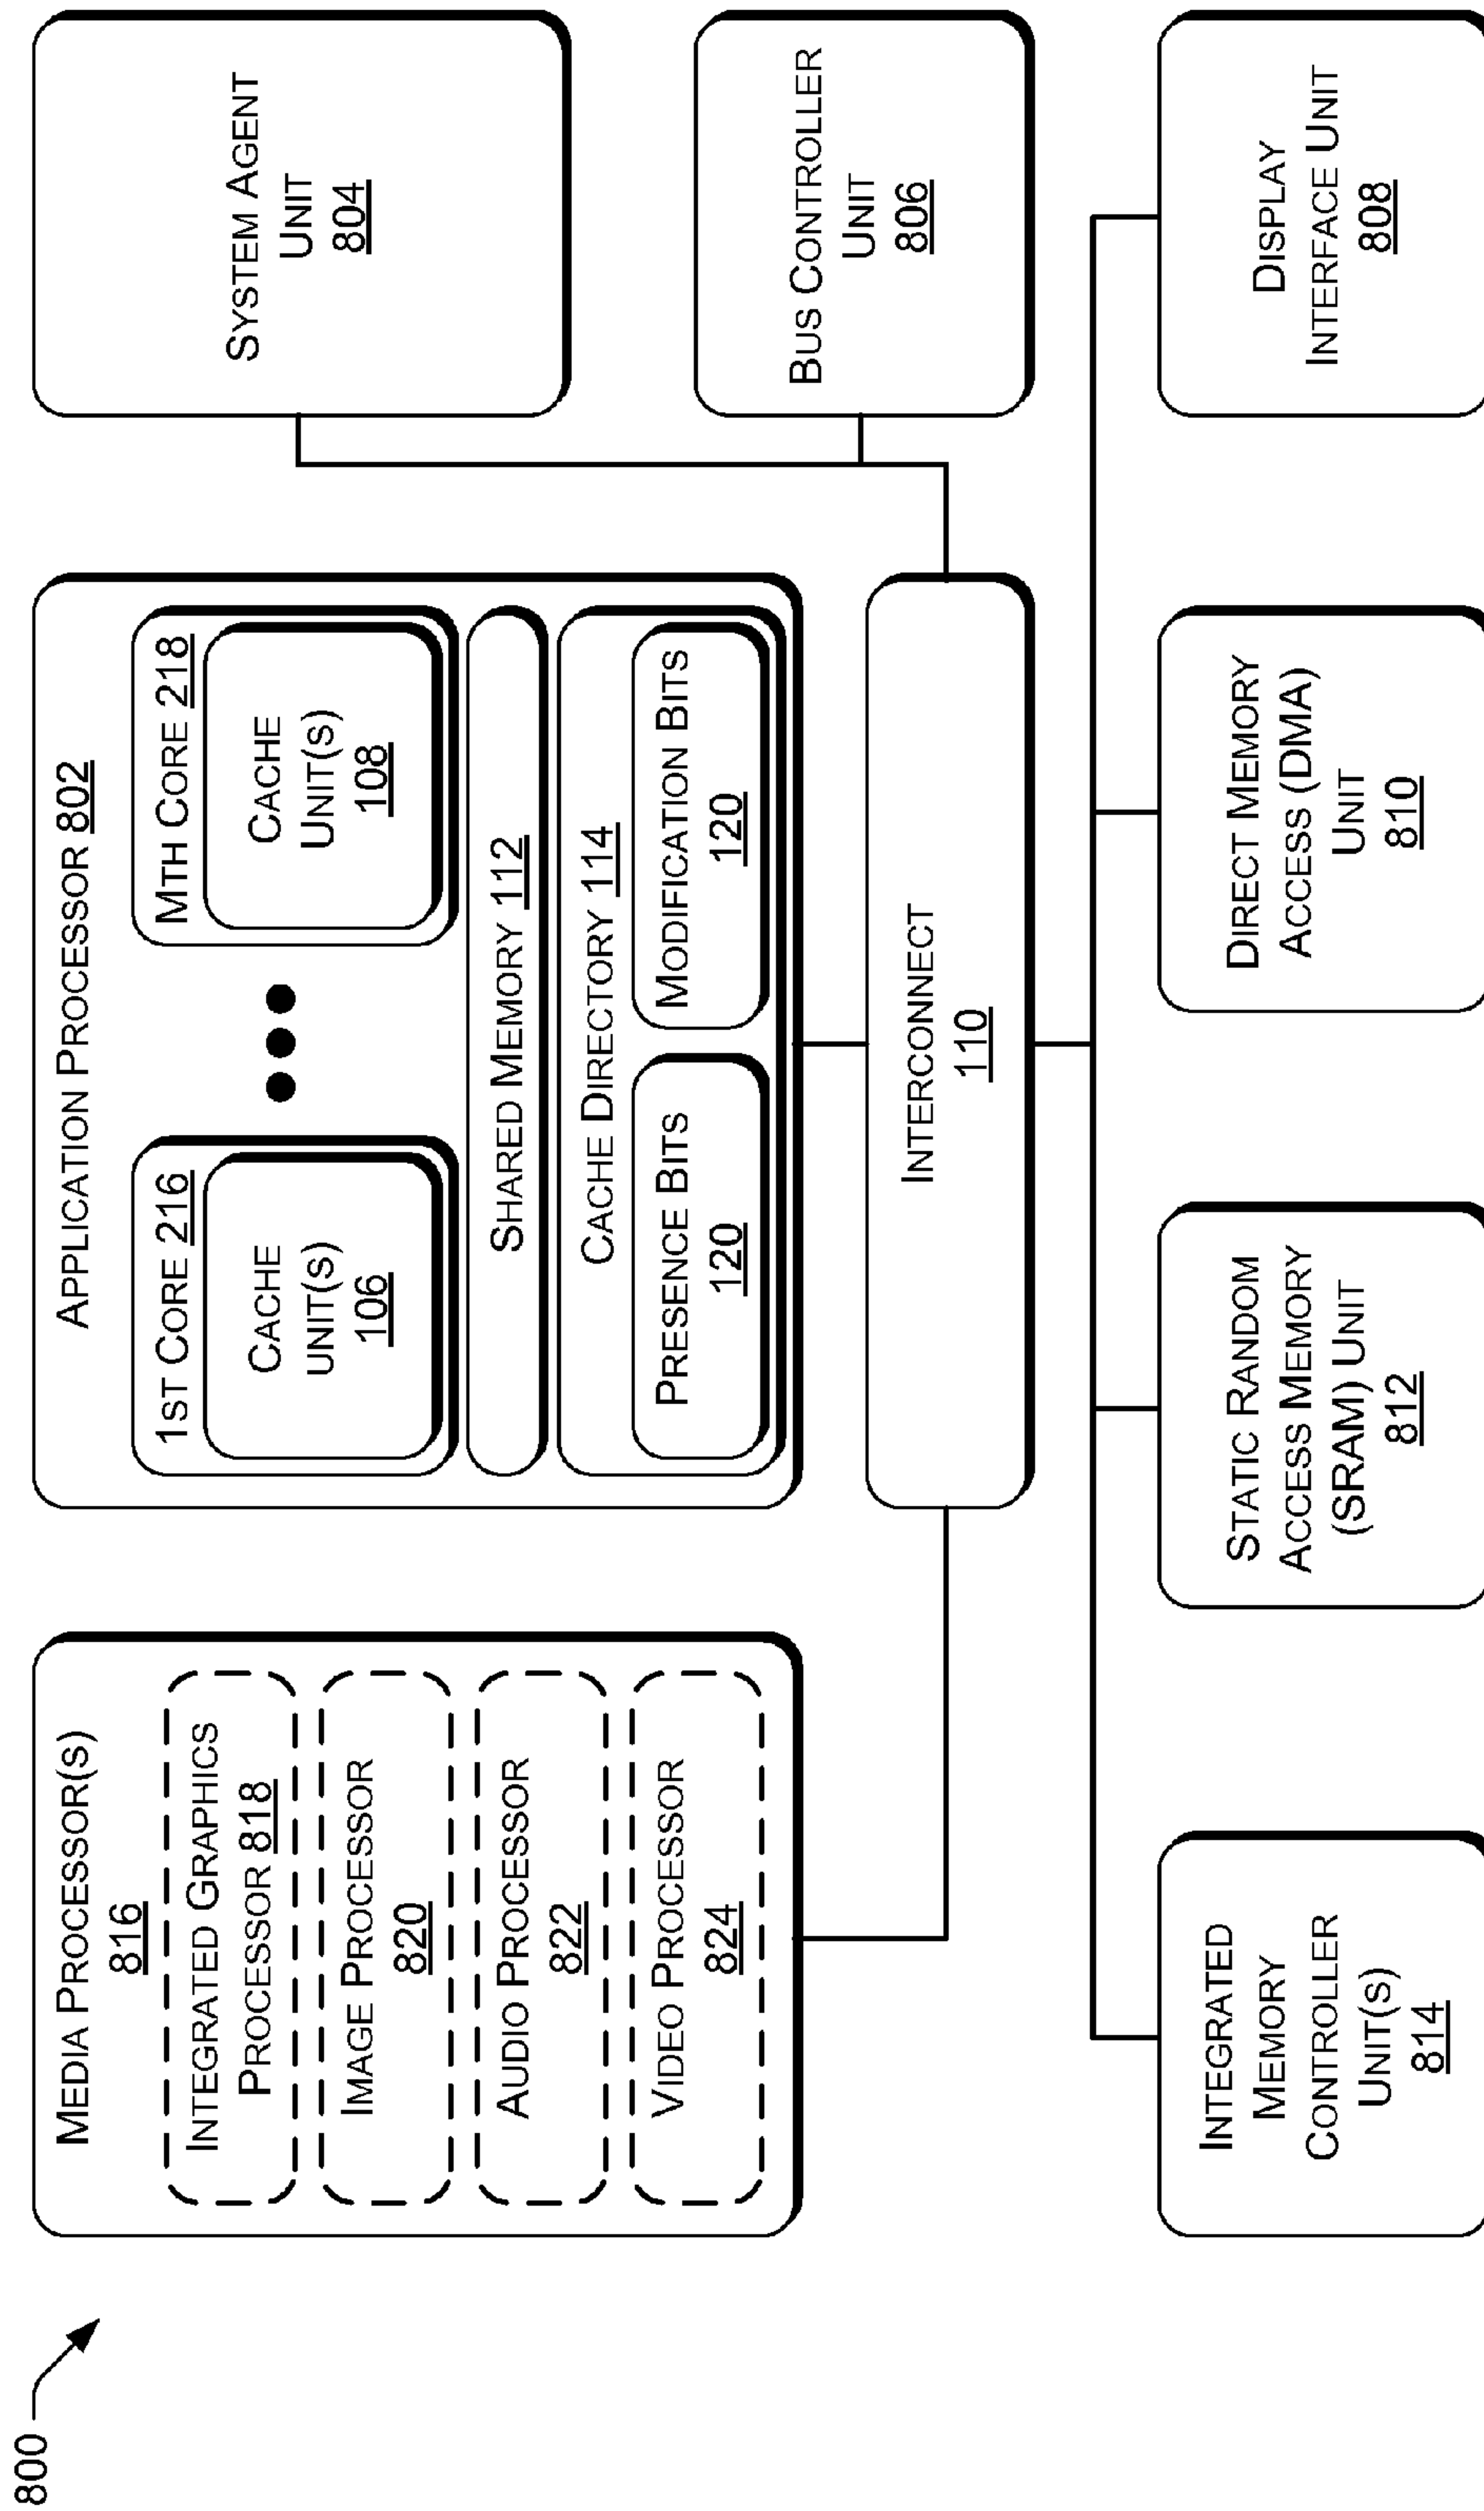 800
MEDIA PROCESSOR(S)
816
INTEGRATED GRAPHICS
PROCESSOR 818
IMAGE PROCESSOR
820
AUDIO PROCESSOR
822
VIDEO PROCESSOR
824
APPLICATION PROCESSOR 802
1ST CORE 216
CACHE
UNIT(S)
106
MTH CORE 218
CACHE
UNIT(S)
108
SHARED MEMORY 112
CACHE DIRECTORY 114
PRESENCE BITS
120
MODIFICATION BITS
120
SYSTEM AGENT
UNIT
804
BUS CONTROLLER
UNIT
806
INTERCONNECT
110
INTEGRATED
MEMORY
CONTROLLER
UNIT(S)
814
STATIC RANDOM
ACCESS MEMORY
(SRAM) UNIT
812
DIRECT MEMORY
ACCESS (DMA)
UNIT
810
DISPLAY
INTERFACE UNIT
808